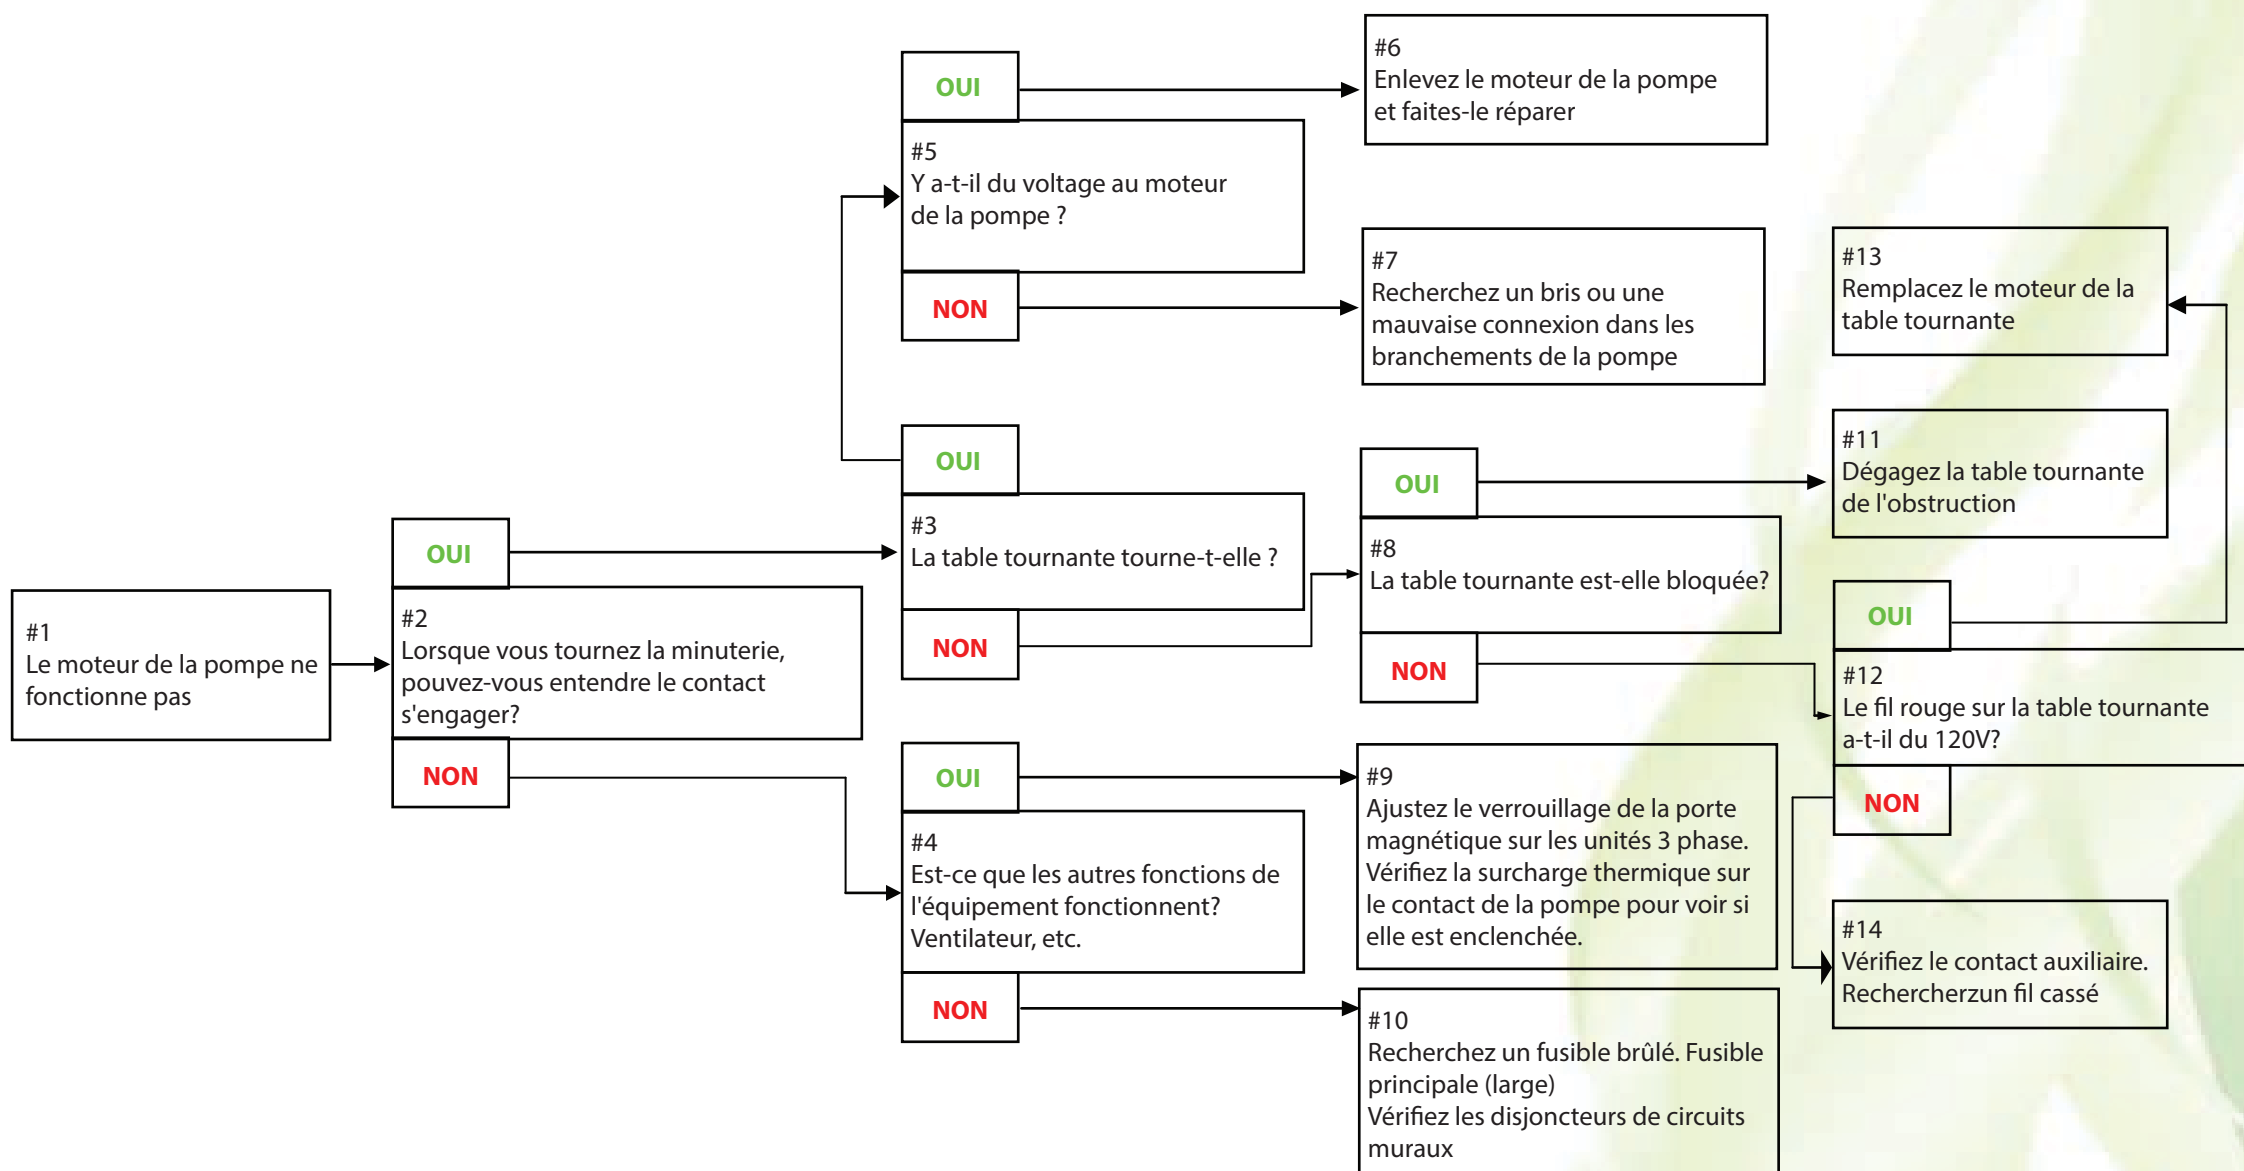 #1
Le moteur de la pompe ne
fonctionne pas
OUI
#2
Lorsque vous tournez la minuterie,
pouvez-vous entendre le contact
s'engager?
NON
OUI
#5
Y a-t-il du voltage au moteur
de la pompe ?
NON
OUI
#3
La table tournante tourne-t-elle ?
NON
OUI
#4
Est-ce que les autres fonctions de
l'équipement fonctionnent?
Ventilateur, etc.
NON
#6
Enlevez le moteur de la pompe
et faites-le réparer
#7
Recherchez un bris ou une
mauvaise connexion dans les
branchements de la pompe
OUI
#8
La table tournante est-elle bloquée?
NON
#9
Ajustez le verrouillage de la porte
magnétique sur les unités 3 phase.
Vérifiez la surcharge thermique sur
le contact de la pompe pour voir si
elle est enclenchée.
#10
Recherchez un fusible brûlé. Fusible
principale (large)
Vérifiez les disjoncteurs de circuits
muraux
#13
Remplacez le moteur de la
table tournante
#11
Dégagez la table tournante
de l'obstruction
OUI
#12
Le fil rouge sur la table tournante
a-t-il du 120V?
NON
#14
Vérifiez le contact auxiliaire.
Rechercherzun fil cassé